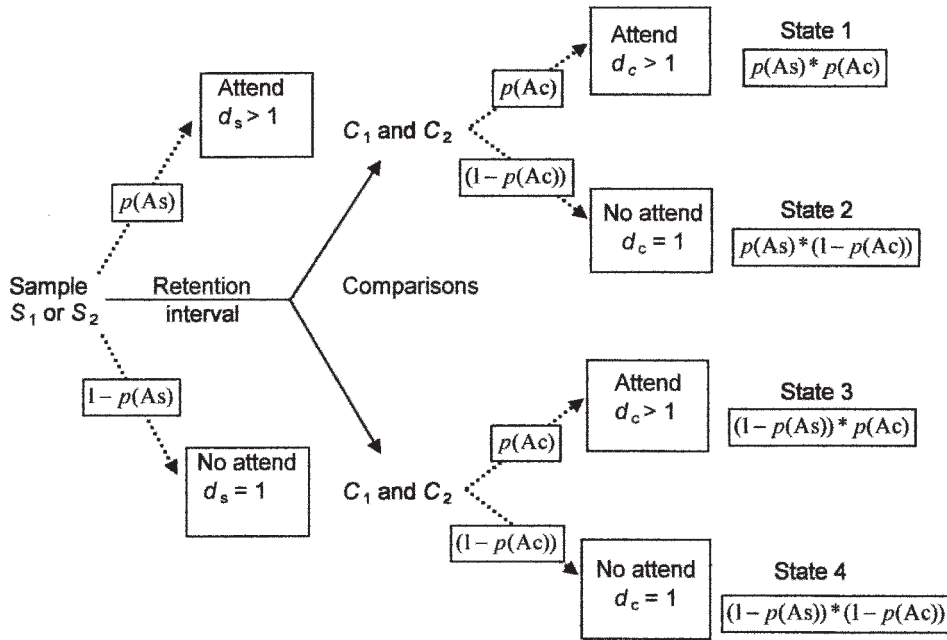 Attend
d_s > 1
p(As)
Sample
S_1 or S_2
Retention
interval
1 – p(As)
No attend
d_s = 1
C_1 and C_2
p(Ac)
Attend
d_c > 1
State 1
p(As)* p(Ac)
(1 – p(Ac))
No attend
d_c = 1
State 2
p(As)*(1 – p(Ac))
Comparisons
C_1 and C_2
p(Ac)
Attend
d_c > 1
State 3
(1 – p(As))* p(Ac)
(1 – p(Ac))
No attend
d_c = 1
State 4
(1 – p(As))*(1 – p(Ac))